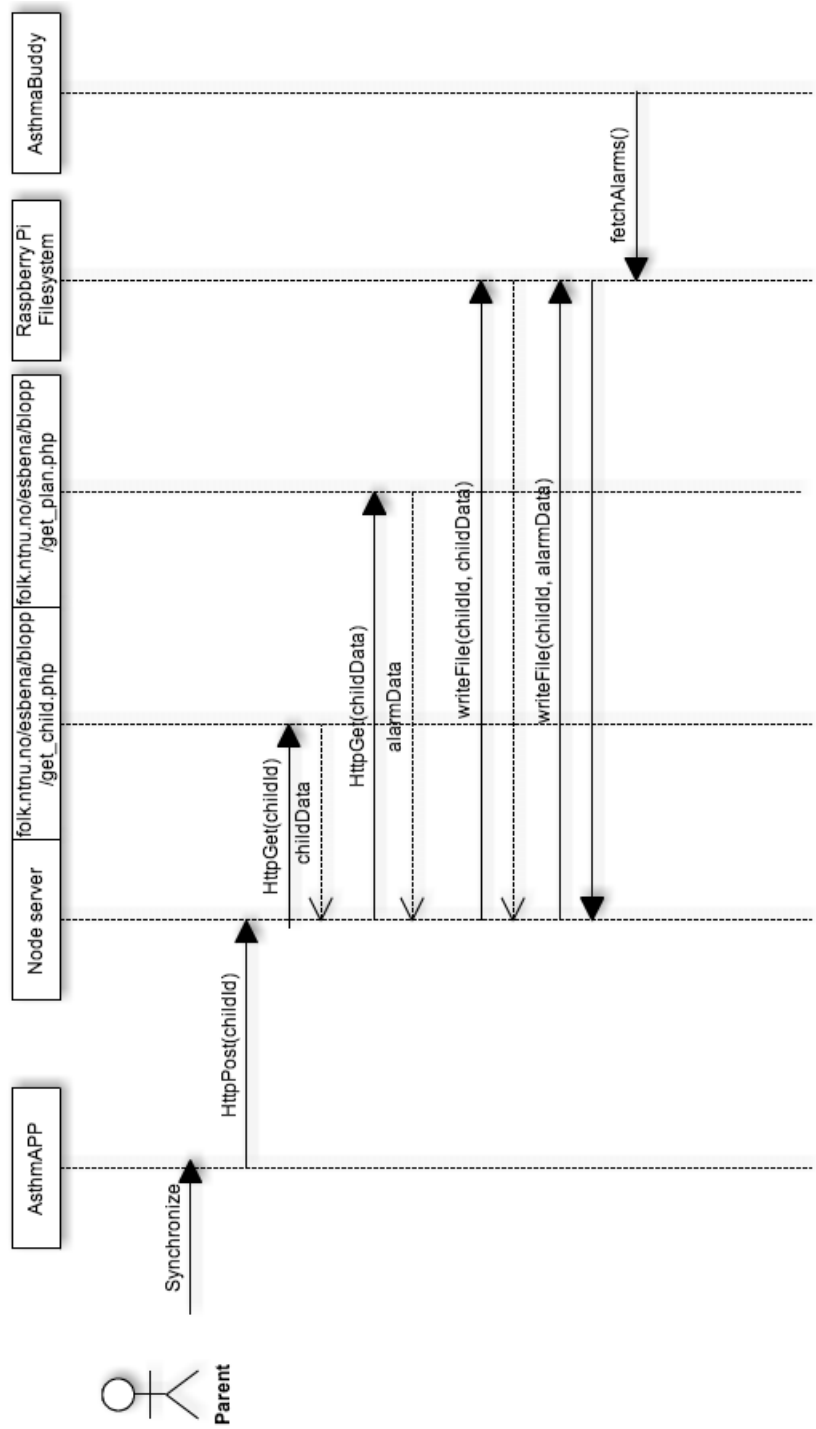 Parent
AsthmAPP
Node server
folk.ntnu.no/esbena/blopp
/get_child.php
folk.ntnu.no/esbena/blopp
/get_plan.php
Raspberry Pi
Filesystem
AsthmaBuddy
Synchronize
HttpPost(childId)
HttpGet(childId)
childData
HttpGet(childData)
alarmData
writeFile(childId, childData)
writeFile(childId, alarmData)
fetchAlarms()